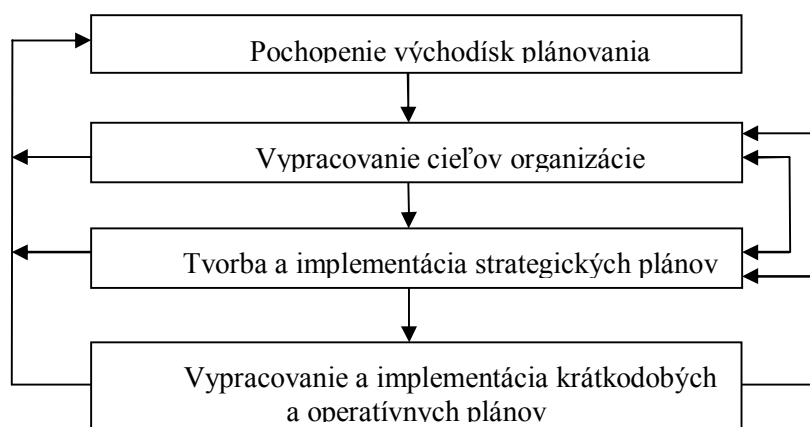 Pochopenie východísk plánovania
Vypracovanie cieľov organizácie
Tvorba a implementácia strategických plánov
Vypracovanie a implementácia krátkodobých
a operatívnych plánov